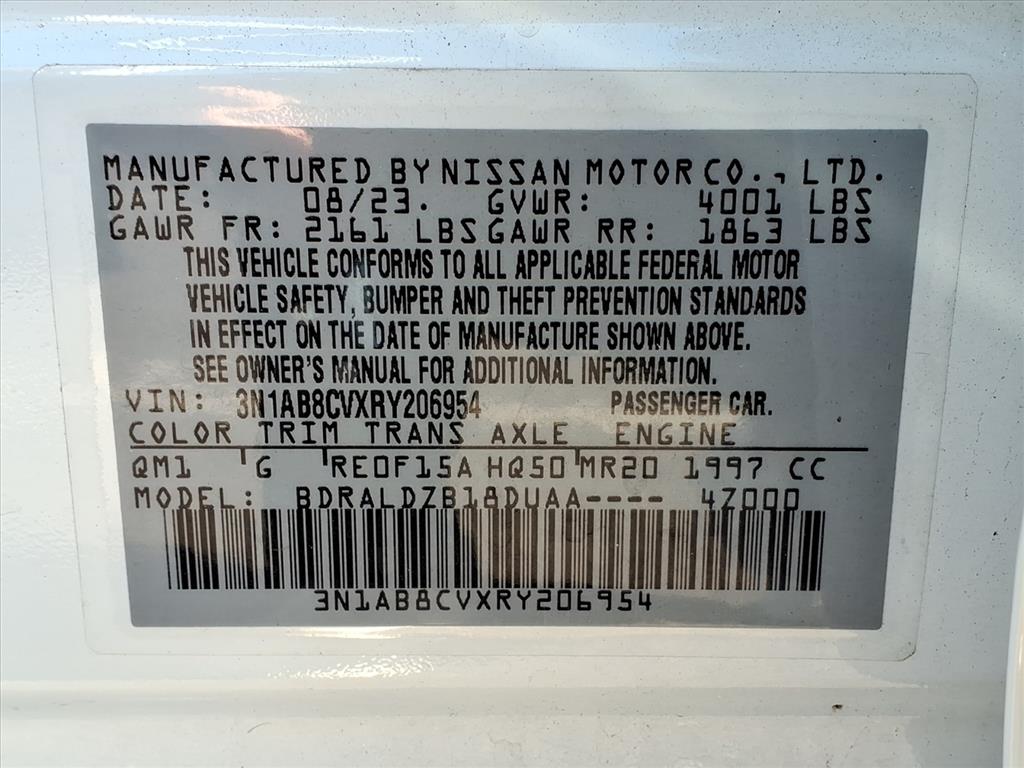 MANUFACTURED BY NISSAN MOTOR CO., LTD.
DATE: 08/23. GVWR: 4001 LBS
GAWR FR: 2161 LBS GAWR RR: 1863 LBS
THIS VEHICLE CONFORMS TO ALL APPLICABLE FEDERAL MOTOR
VEHICLE SAFETY, BUMPER AND THEFT PREVENTION STANDARDS
IN EFFECT ON THE DATE OF MANUFACTURE SHOWN ABOVE.
SEE OWNER'S MANUAL FOR ADDITIONAL INFORMATION.
VIN: 3N1AB8CVXRY206954 PASSENGER CAR.
COLOR TRIM TRANS AXLE ENGINE
QM1 G RE0F15A HQ50 MR20 1997 CC
MODEL: BDRALDZB18DUAA---- 4Z000
3N1AB8CVXRY206954